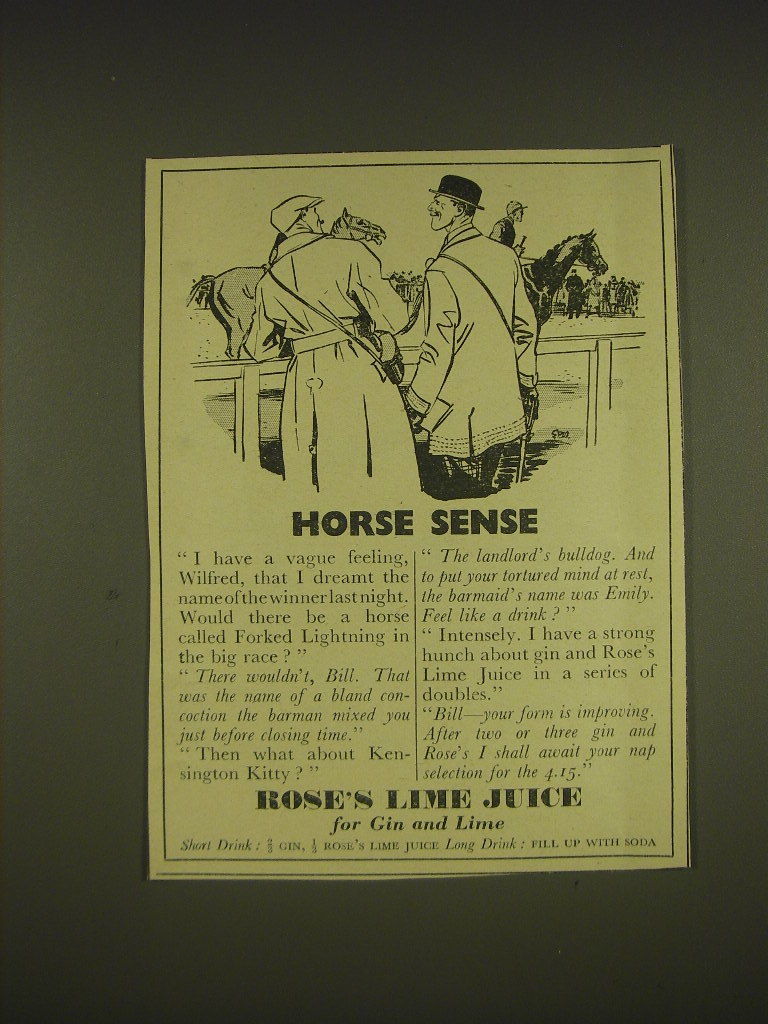 HORSE SENSE
“ I have a vague feeling,
Wilfred, that I dreamt the
name of the winner last night.
Would there be a horse
called Forked Lightning in
the big race ? ”
“ There wouldn't, Bill. That
was the name of a bland con-
coction the barman mixed you
just before closing time.”
“ Then what about Ken-
sington Kitty ? ”
“ The landlord's bulldog. And
to put your tortured mind at rest,
the barmaid's name was Emily.
Feel like a drink ? ”
“ Intensely. I have a strong
hunch about gin and Rose's
Lime Juice in a series of
doubles.”
“Bill—your form is improving.
After two or three gin and
Rose's I shall await your nap
selection for the 4.15.”
ROSE'S LIME JUICE
for Gin and Lime
Short Drink : ⅔ GIN, ⅓ ROSE'S LIME JUICE Long Drink : FILL UP WITH SODA